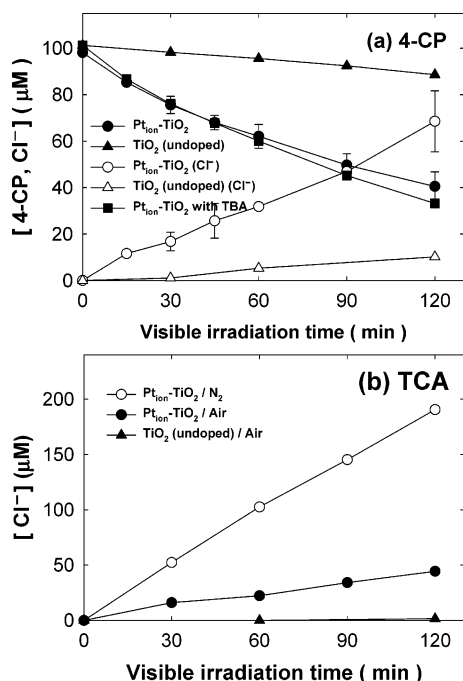 (a) 4-CP
[ 4-CP, Cl⁻] ( μM )
100
80
60
40
20
0
Pt_ion-TiO₂
TiO₂ (undoped)
Pt_ion-TiO₂ (Cl⁻)
TiO₂ (undoped) (Cl⁻)
Pt_ion-TiO₂ with TBA
0 30 60 90 120
Visible irradiation time ( min )
(b) TCA
[ Cl⁻] (μM)
200
150
100
50
0
Pt_ion-TiO₂ / N₂
Pt_ion-TiO₂ / Air
TiO₂ (undoped) / Air
0 30 60 90 120
Visible irradiation time ( min )